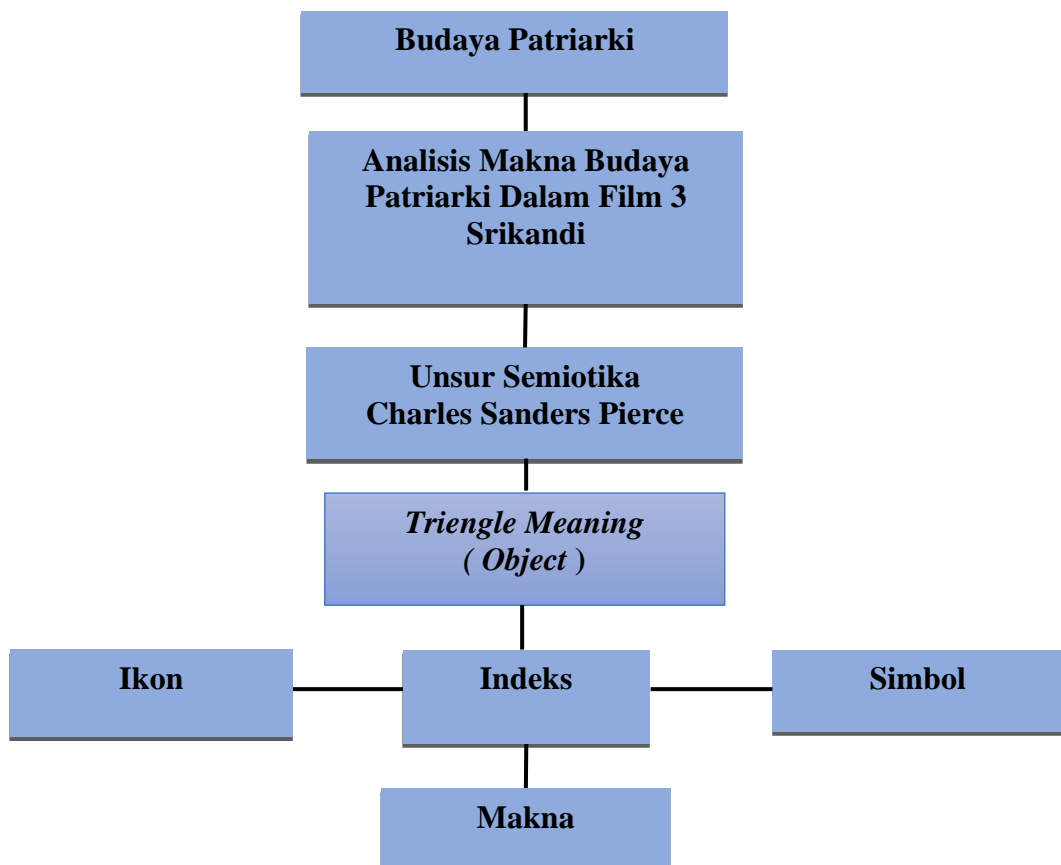 Budaya Patriarki
Analisis Makna Budaya
Patriarki Dalam Film 3
Srikandi
Unsur Semiotika
Charles Sanders Pierce
Triengle Meaning
( Object )
Ikon
Indeks
Simbol
Makna